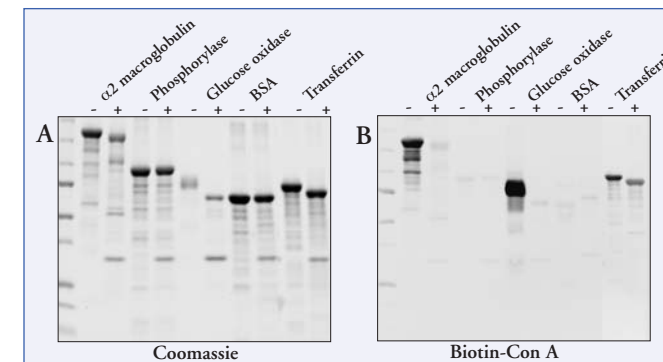 α2 macroglobulin
Phosphorylase
Glucose oxidase
BSA
Transferrin
- + - + - + - + - +
A
Coomassie
α2 macroglobulin
Phosphorylase
Glucose oxidase
BSA
Transferrin
- + - + - + - + - +
B
Biotin-Con A